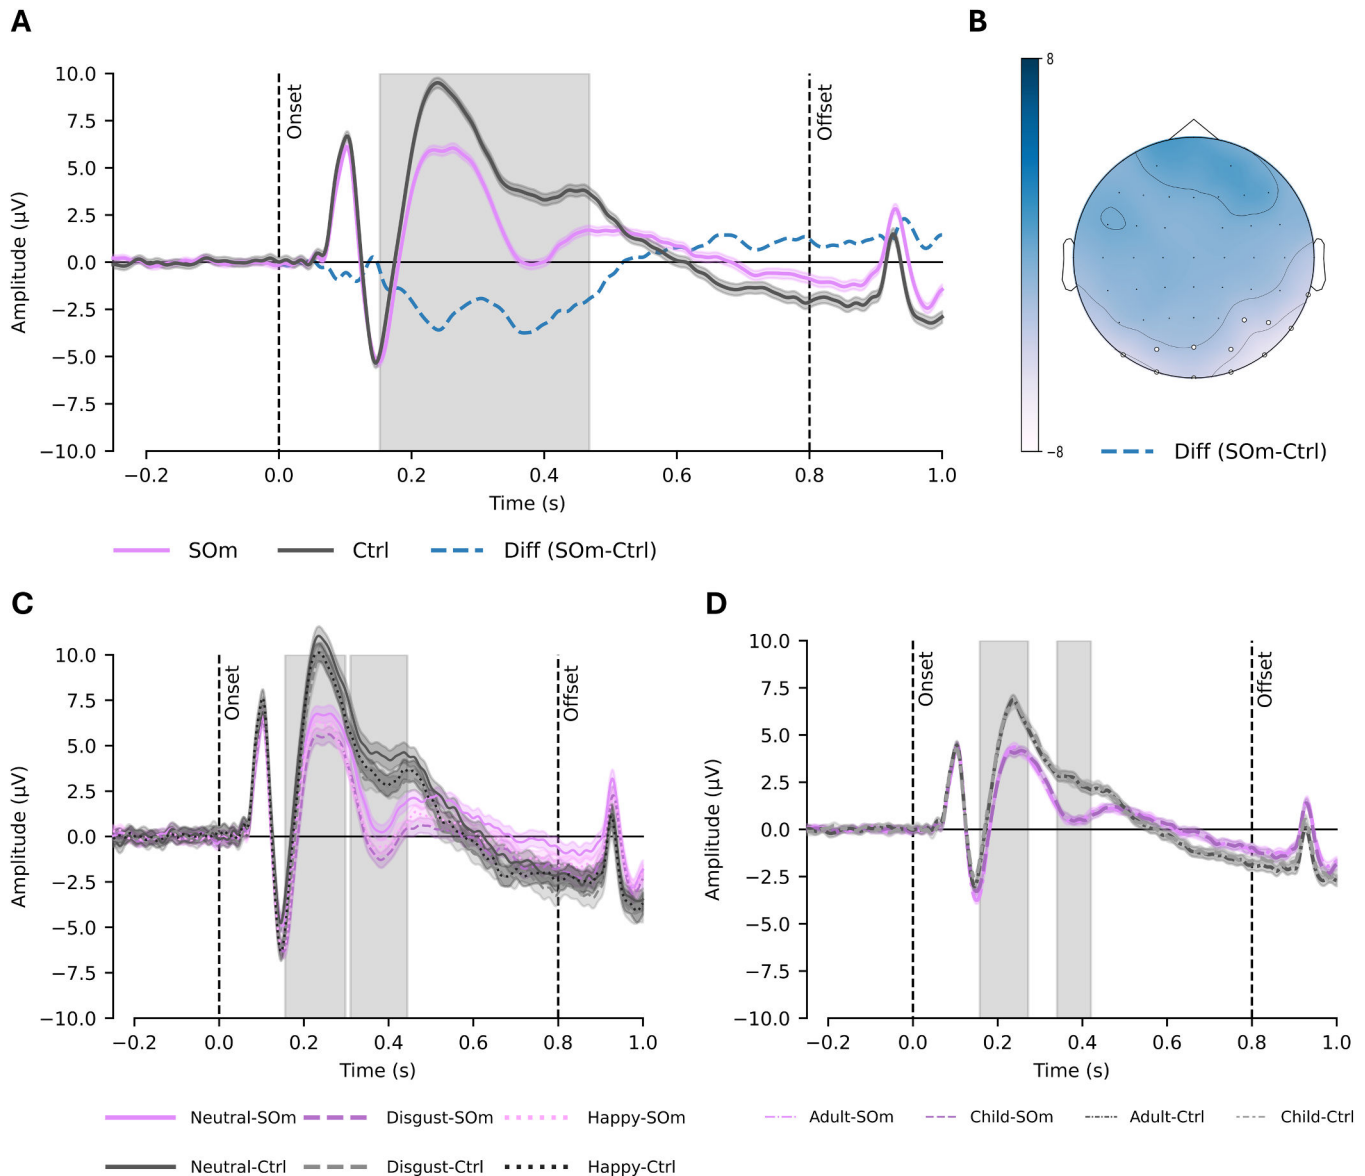 A
B
10.0
7.5
5.0
2.5
0.0
−2.5
−5.0
−7.5
−10.0
Amplitude (μV)
Onset
Offset
−0.2
0.0
0.2
0.4
0.6
0.8
1.0
Time (s)
SOm
Ctrl
Diff (SOm-Ctrl)
8
−8
Diff (SOm-Ctrl)
C
10.0
7.5
5.0
2.5
0.0
−2.5
−5.0
−7.5
−10.0
Amplitude (μV)
Onset
Offset
−0.2
0.0
0.2
0.4
0.6
0.8
1.0
Time (s)
Neutral-SOm
Disgust-SOm
Happy-SOm
Neutral-Ctrl
Disgust-Ctrl
Happy-Ctrl
D
10.0
7.5
5.0
2.5
0.0
−2.5
−5.0
−7.5
−10.0
Amplitude (μV)
Onset
Offset
−0.2
0.0
0.2
0.4
0.6
0.8
1.0
Time (s)
Adult-SOm
Child-SOm
Adult-Ctrl
Child-Ctrl